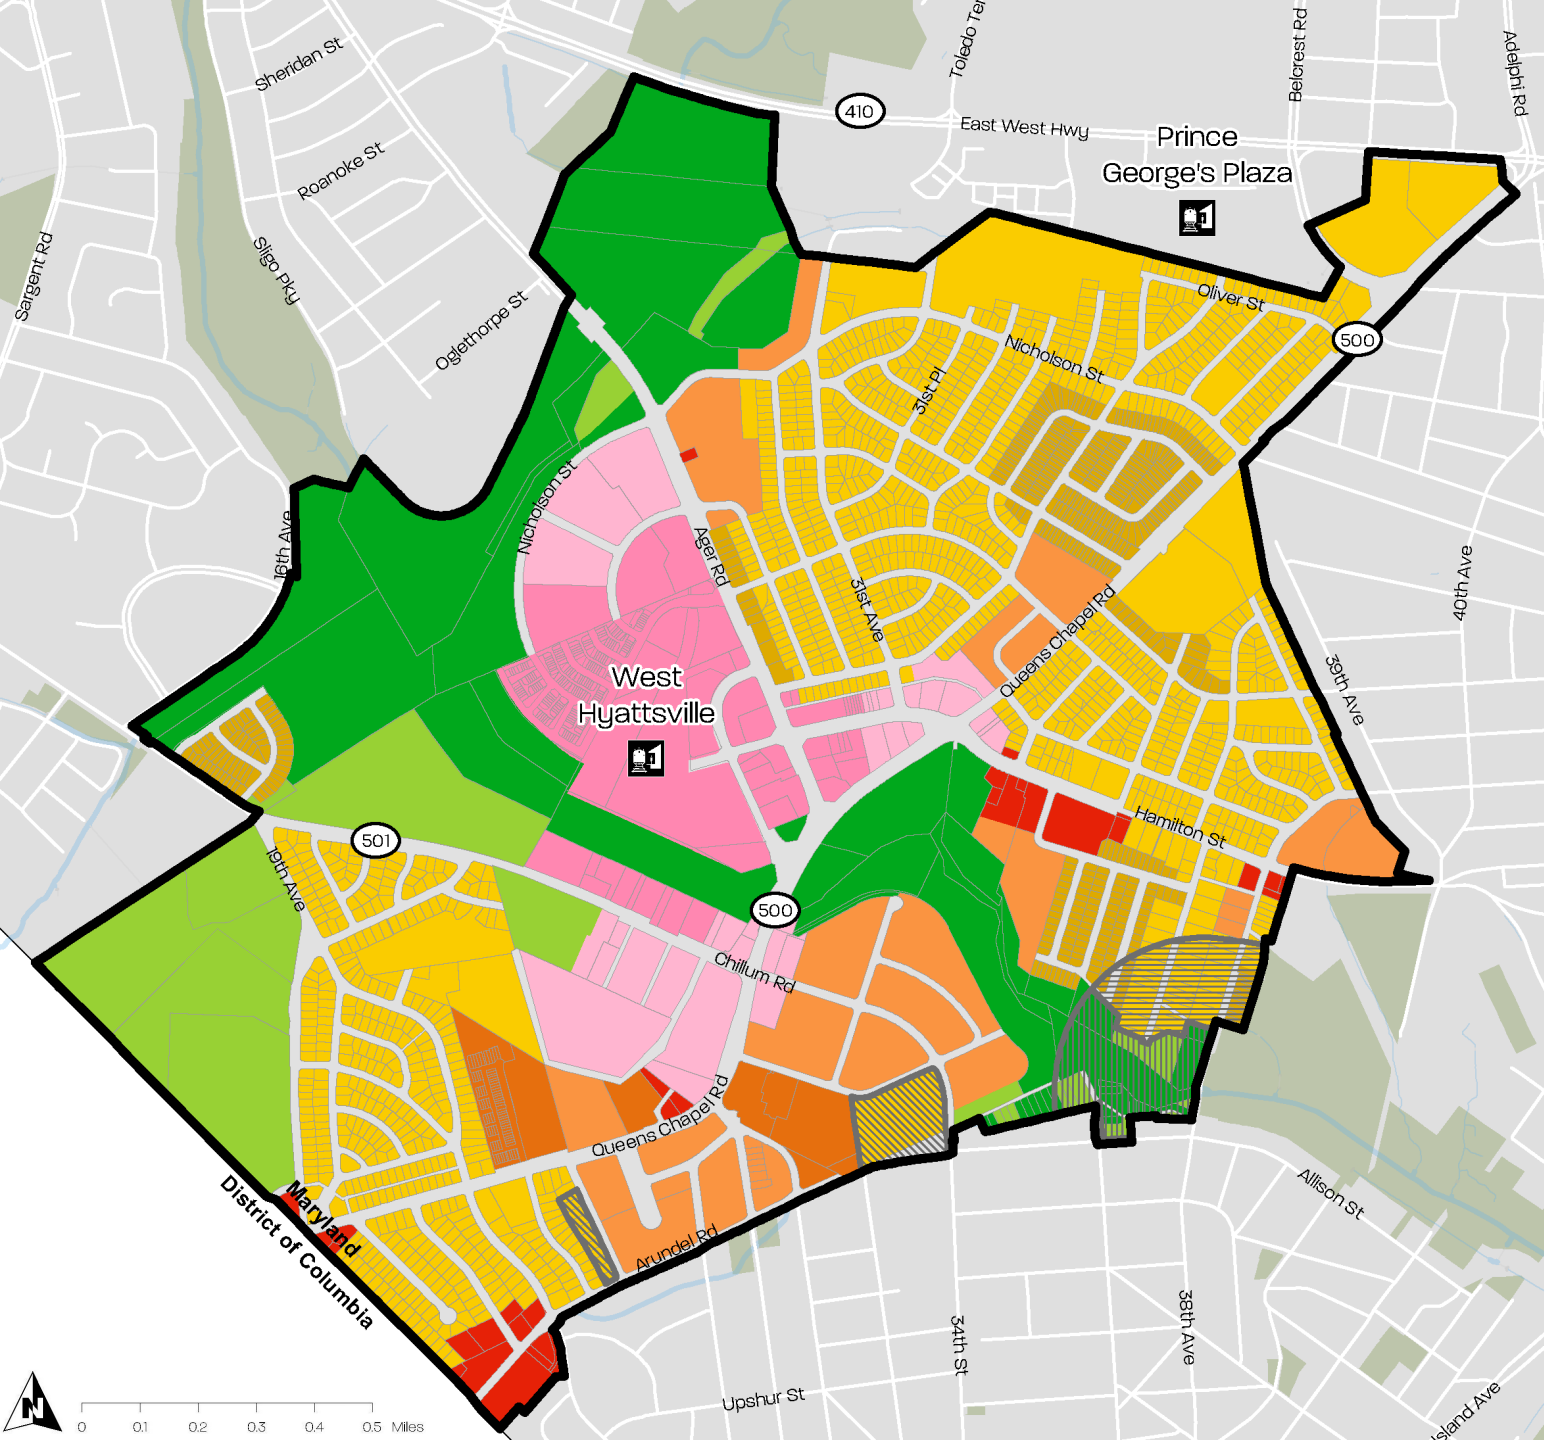 Toledo Ter
Belcrest Rd
Adelphi Rd
Sheridan St
410
East West Hwy
Prince
George's Plaza
Roanoke St
Sargent Rd
Sligo Pky
Oglethorpe St
Oliver St
500
Nicholson St
31st Pl
Nicholson St
16th Ave
Ager Rd
31st Ave
Queens Chapel Rd
40th Ave
39th Ave
West
Hyattsville
Hamilton St
501
19th Ave
500
Chillum Rd
Queens Chapel Rd
Maryland
District of Columbia
Arundel Rd
Allison St
34th St
38th Ave
Upshur St
N
0 0.1 0.2 0.3 0.4 0.5 Miles
Island Ave